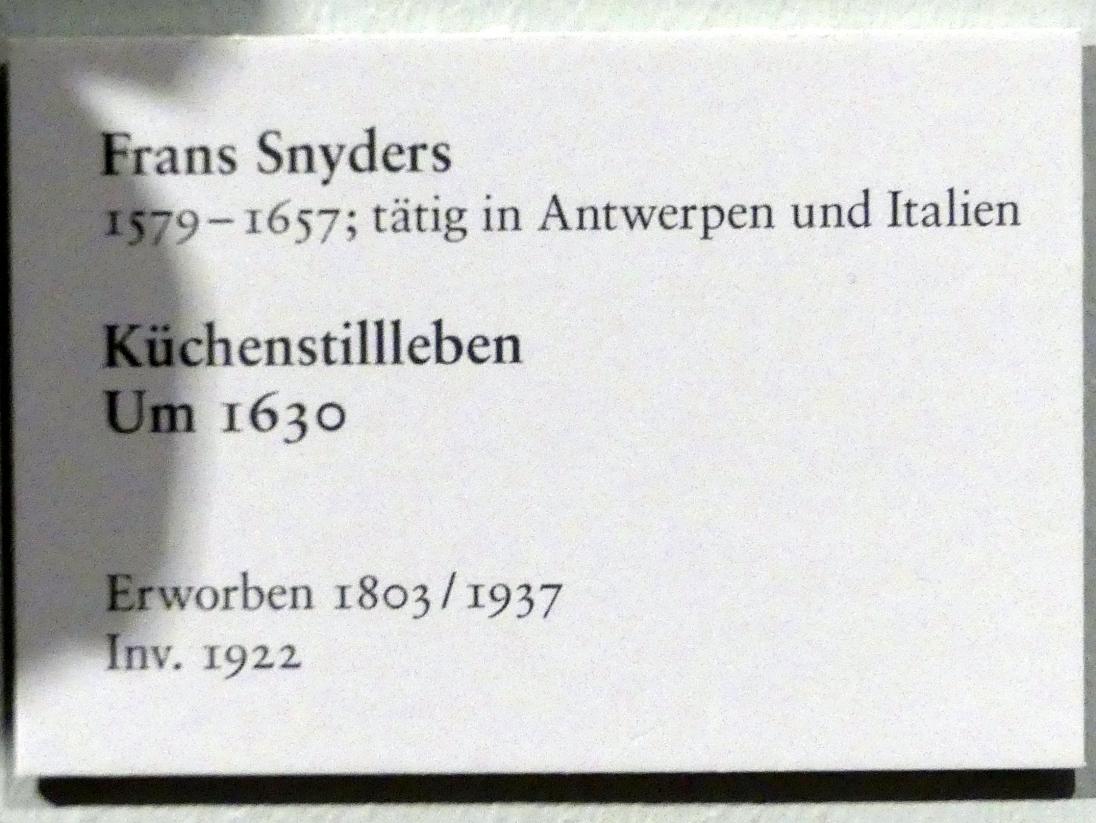 Frans Snyders
1579–1657; tätig in Antwerpen und Italien
Küchenstillleben
Um 1630
Erworben 1803/1937
Inv. 1922